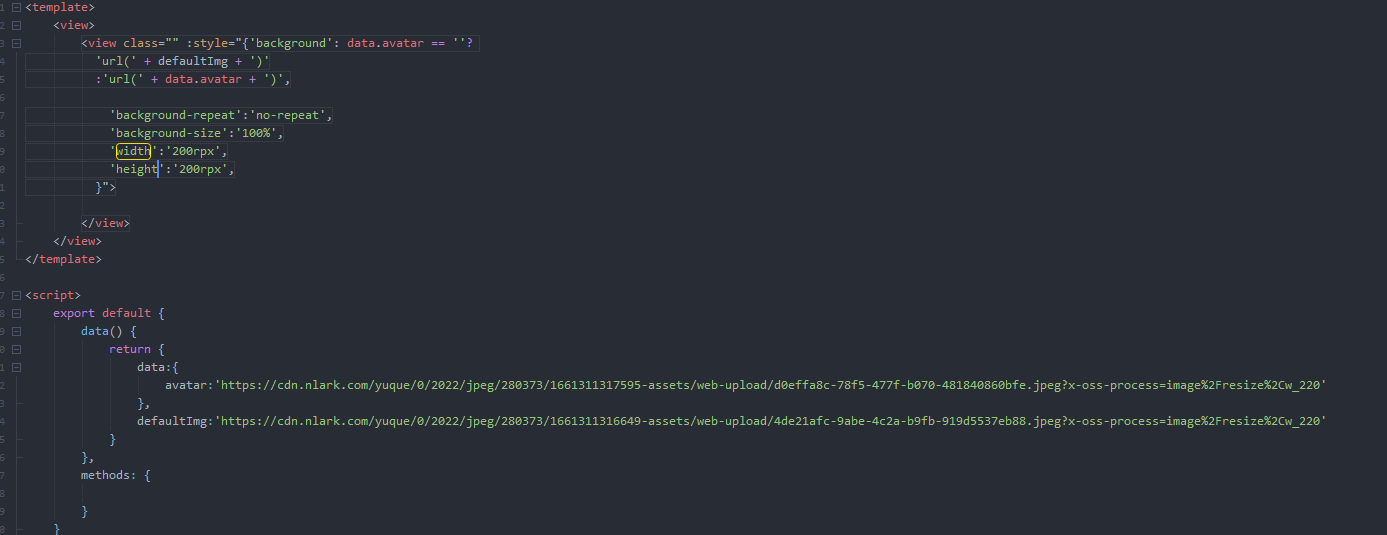 1 <template>
2 <view>
3 <view class="" :style="{'background': data.avatar == ''?
4 'url(' + defaultImg + ')'
5 :'url(' + data.avatar + ')',
6
7 'background-repeat':'no-repeat',
8 'background-size':'100%',
9 'width':'200rpx',
0 'height':'200rpx',
1 }">
2
3 </view>
4 </view>
5 </template>
6
7 <script>
8 export default {
9 data() {
0 return {
1 data:{
2 avatar:'https://cdn.nlark.com/yuque/0/2022/jpeg/280373/1661311317595-assets/web-upload/d0effa8c-78f5-477f-b070-481840860bfe.jpeg?x-oss-process=image%2Fresize%2Cw_220'
3 },
4 defaultImg:'https://cdn.nlark.com/yuque/0/2022/jpeg/280373/1661311316649-assets/web-upload/4de21afc-9abe-4c2a-b9fb-919d5537eb88.jpeg?x-oss-process=image%2Fresize%2Cw_220'
5 }
6 },
7 methods: {
8
9 }
0 }